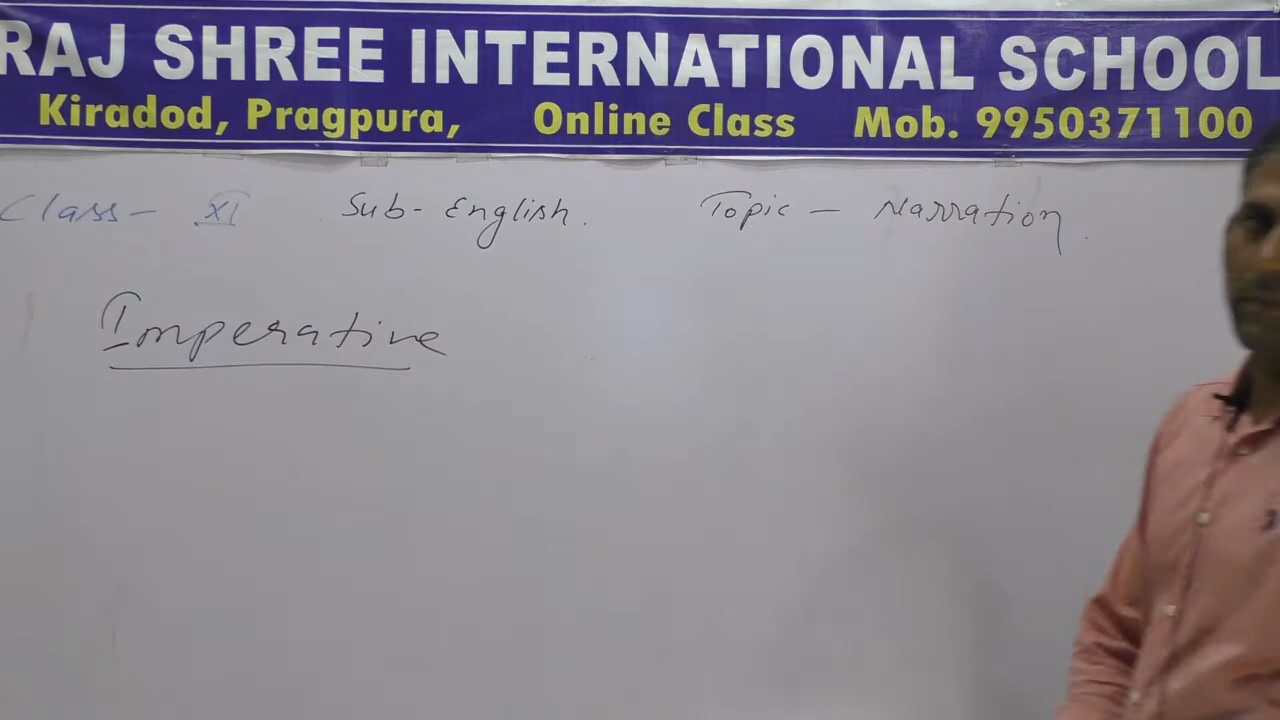 RAJ SHREE INTERNATIONAL SCHOOL
Kiradod, Pragpura, Online Class Mob. 9950371100
Class - XI Sub - English. Topic - Narration.
Imperative